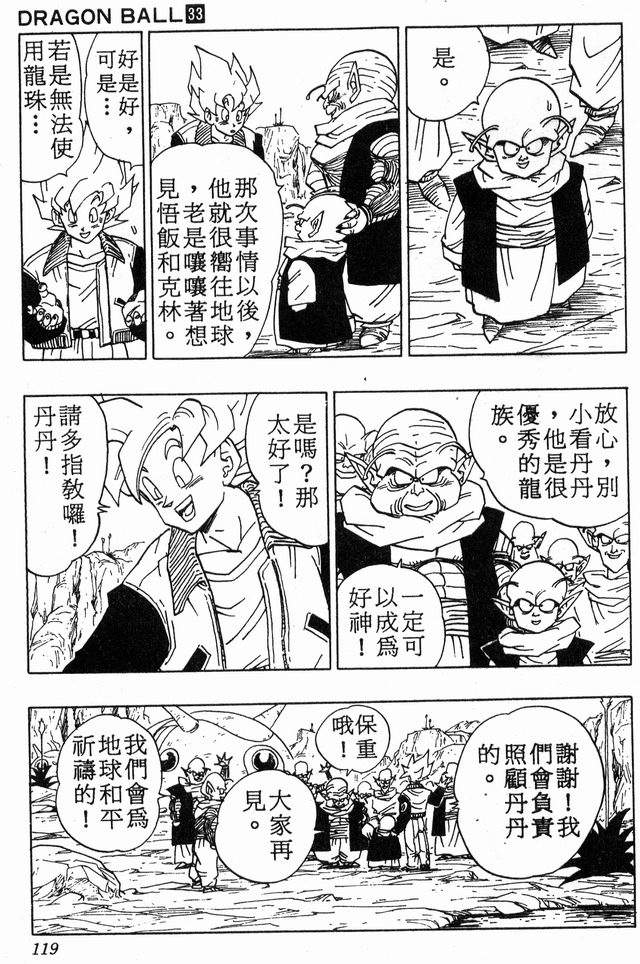 DRAGON BALL 33
是。
那次事情以後，
他就很嚮往地球
，老是嚷嚷著想
見悟飯和克林。
好是好，
可是…
若是無法使
用龍珠…
放心，別
小看丹丹
，他是很
優秀的龍
族。
一定可
以成爲
好神！
是嗎？那
太好了！
請多指教囉！
丹丹！
謝謝！我
們會負責
照顧丹丹
的。
保重
哦！
大家再
見。
我們會爲
地球和平
祈禱的！
119